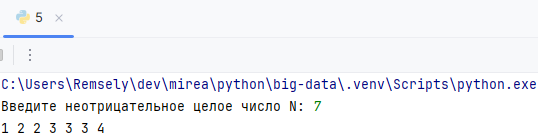 5
C:\Users\Remsely\dev\mirea\python\big-data\.venv\Scripts\python.exe
Введите неотрицательное целое число N: 7
1 2 2 3 3 3 4